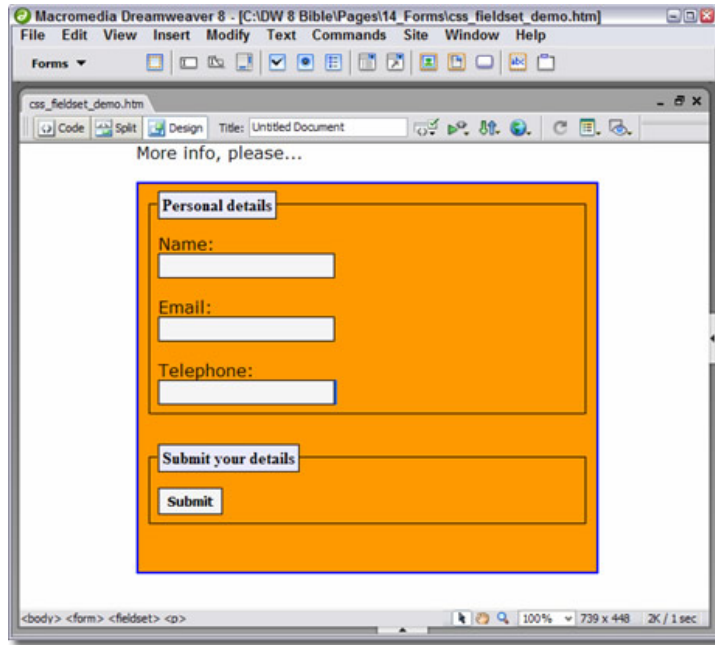 Macromedia Dreamweaver 8 - [C:\DW 8 Bible\Pages\14_Forms\css_fieldset_demo.htm]
File Edit View Insert Modify Text Commands Site Window Help
Forms
abc
css_fieldset_demo.htm
Code Split Design Title: Untitled Document
More info, please...
Personal details
Name:
Email:
Telephone:
Submit your details
Submit
<body> <form> <fieldset> <p> 100% 739 x 448 2K / 1 sec